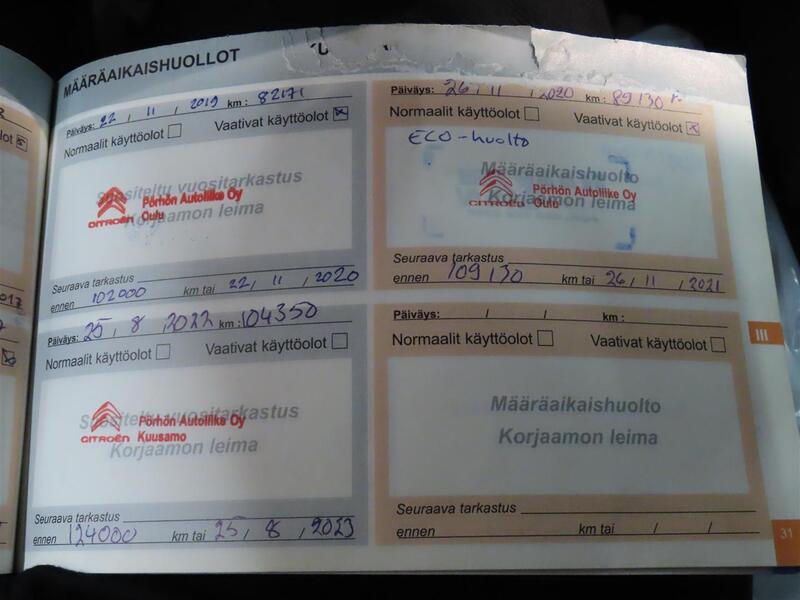 MÄÄRÄAIKAISHUOLLOT
Päiväys: 22 / 11 / 2019 km: 82171
Normaalit käyttöolot Vaativat käyttöolot x
Suositeltu vuositarkastus
Korjaamon leima
CITROËN
Pörhön Autoliike Oy
Oulu
Seuraava tarkastus
ennen 102000 km tai 22 / 11 / 2020
Päiväys: 26 / 11 / 2020 km: 89130
Normaalit käyttöolot Vaativat käyttöolot x
ECO-huolto
Määräaikaishuolto
Korjaamon leima
CITROËN
Pörhön Autoliike Oy
Oulu
Seuraava tarkastus
ennen 109130 km tai 26 / 11 / 2021
Päiväys: 25 / 8 / 2022 km: 104350
Normaalit käyttöolot Vaativat käyttöolot
Suositeltu vuositarkastus
Korjaamon leima
CITROËN
Pörhön Autoliike Oy
Kuusamo
Seuraava tarkastus
ennen 124000 km tai 25 / 8 / 2023
Päiväys: / / km:
Normaalit käyttöolot Vaativat käyttöolot
Määräaikaishuolto
Korjaamon leima
Seuraava tarkastus
ennen km tai / /
III
31